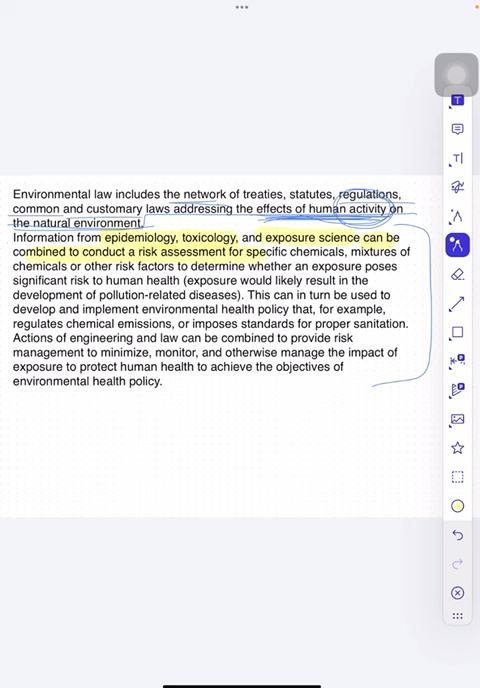 Environmental law includes the network of treaties, statutes, regulations,
common and customary laws addressing the effects of human activity on
the natural environment.
Information from epidemiology, toxicology, and exposure science can be
combined to conduct a risk assessment for specific chemicals, mixtures of
chemicals or other risk factors to determine whether an exposure poses
significant risk to human health (exposure would likely result in the
development of pollution-related diseases). This can in turn be used to
develop and implement environmental health policy that, for example,
regulates chemical emissions, or imposes standards for proper sanitation.
Actions of engineering and law can be combined to provide risk
management to minimize, monitor, and otherwise manage the impact of
exposure to protect human health to achieve the objectives of
environmental health policy.